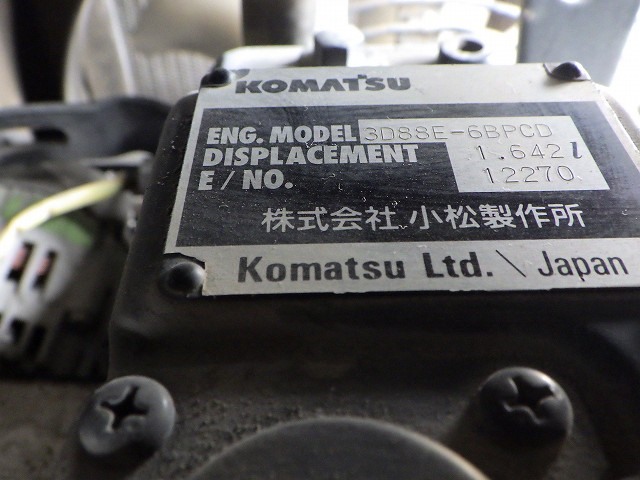 KOMATSU
ENG. MODEL 3D88E-6BPCD
DISPLACEMENT 1.642 l
E / NO. 12270
株式会社 小松製作所
Komatsu Ltd. \ Japan